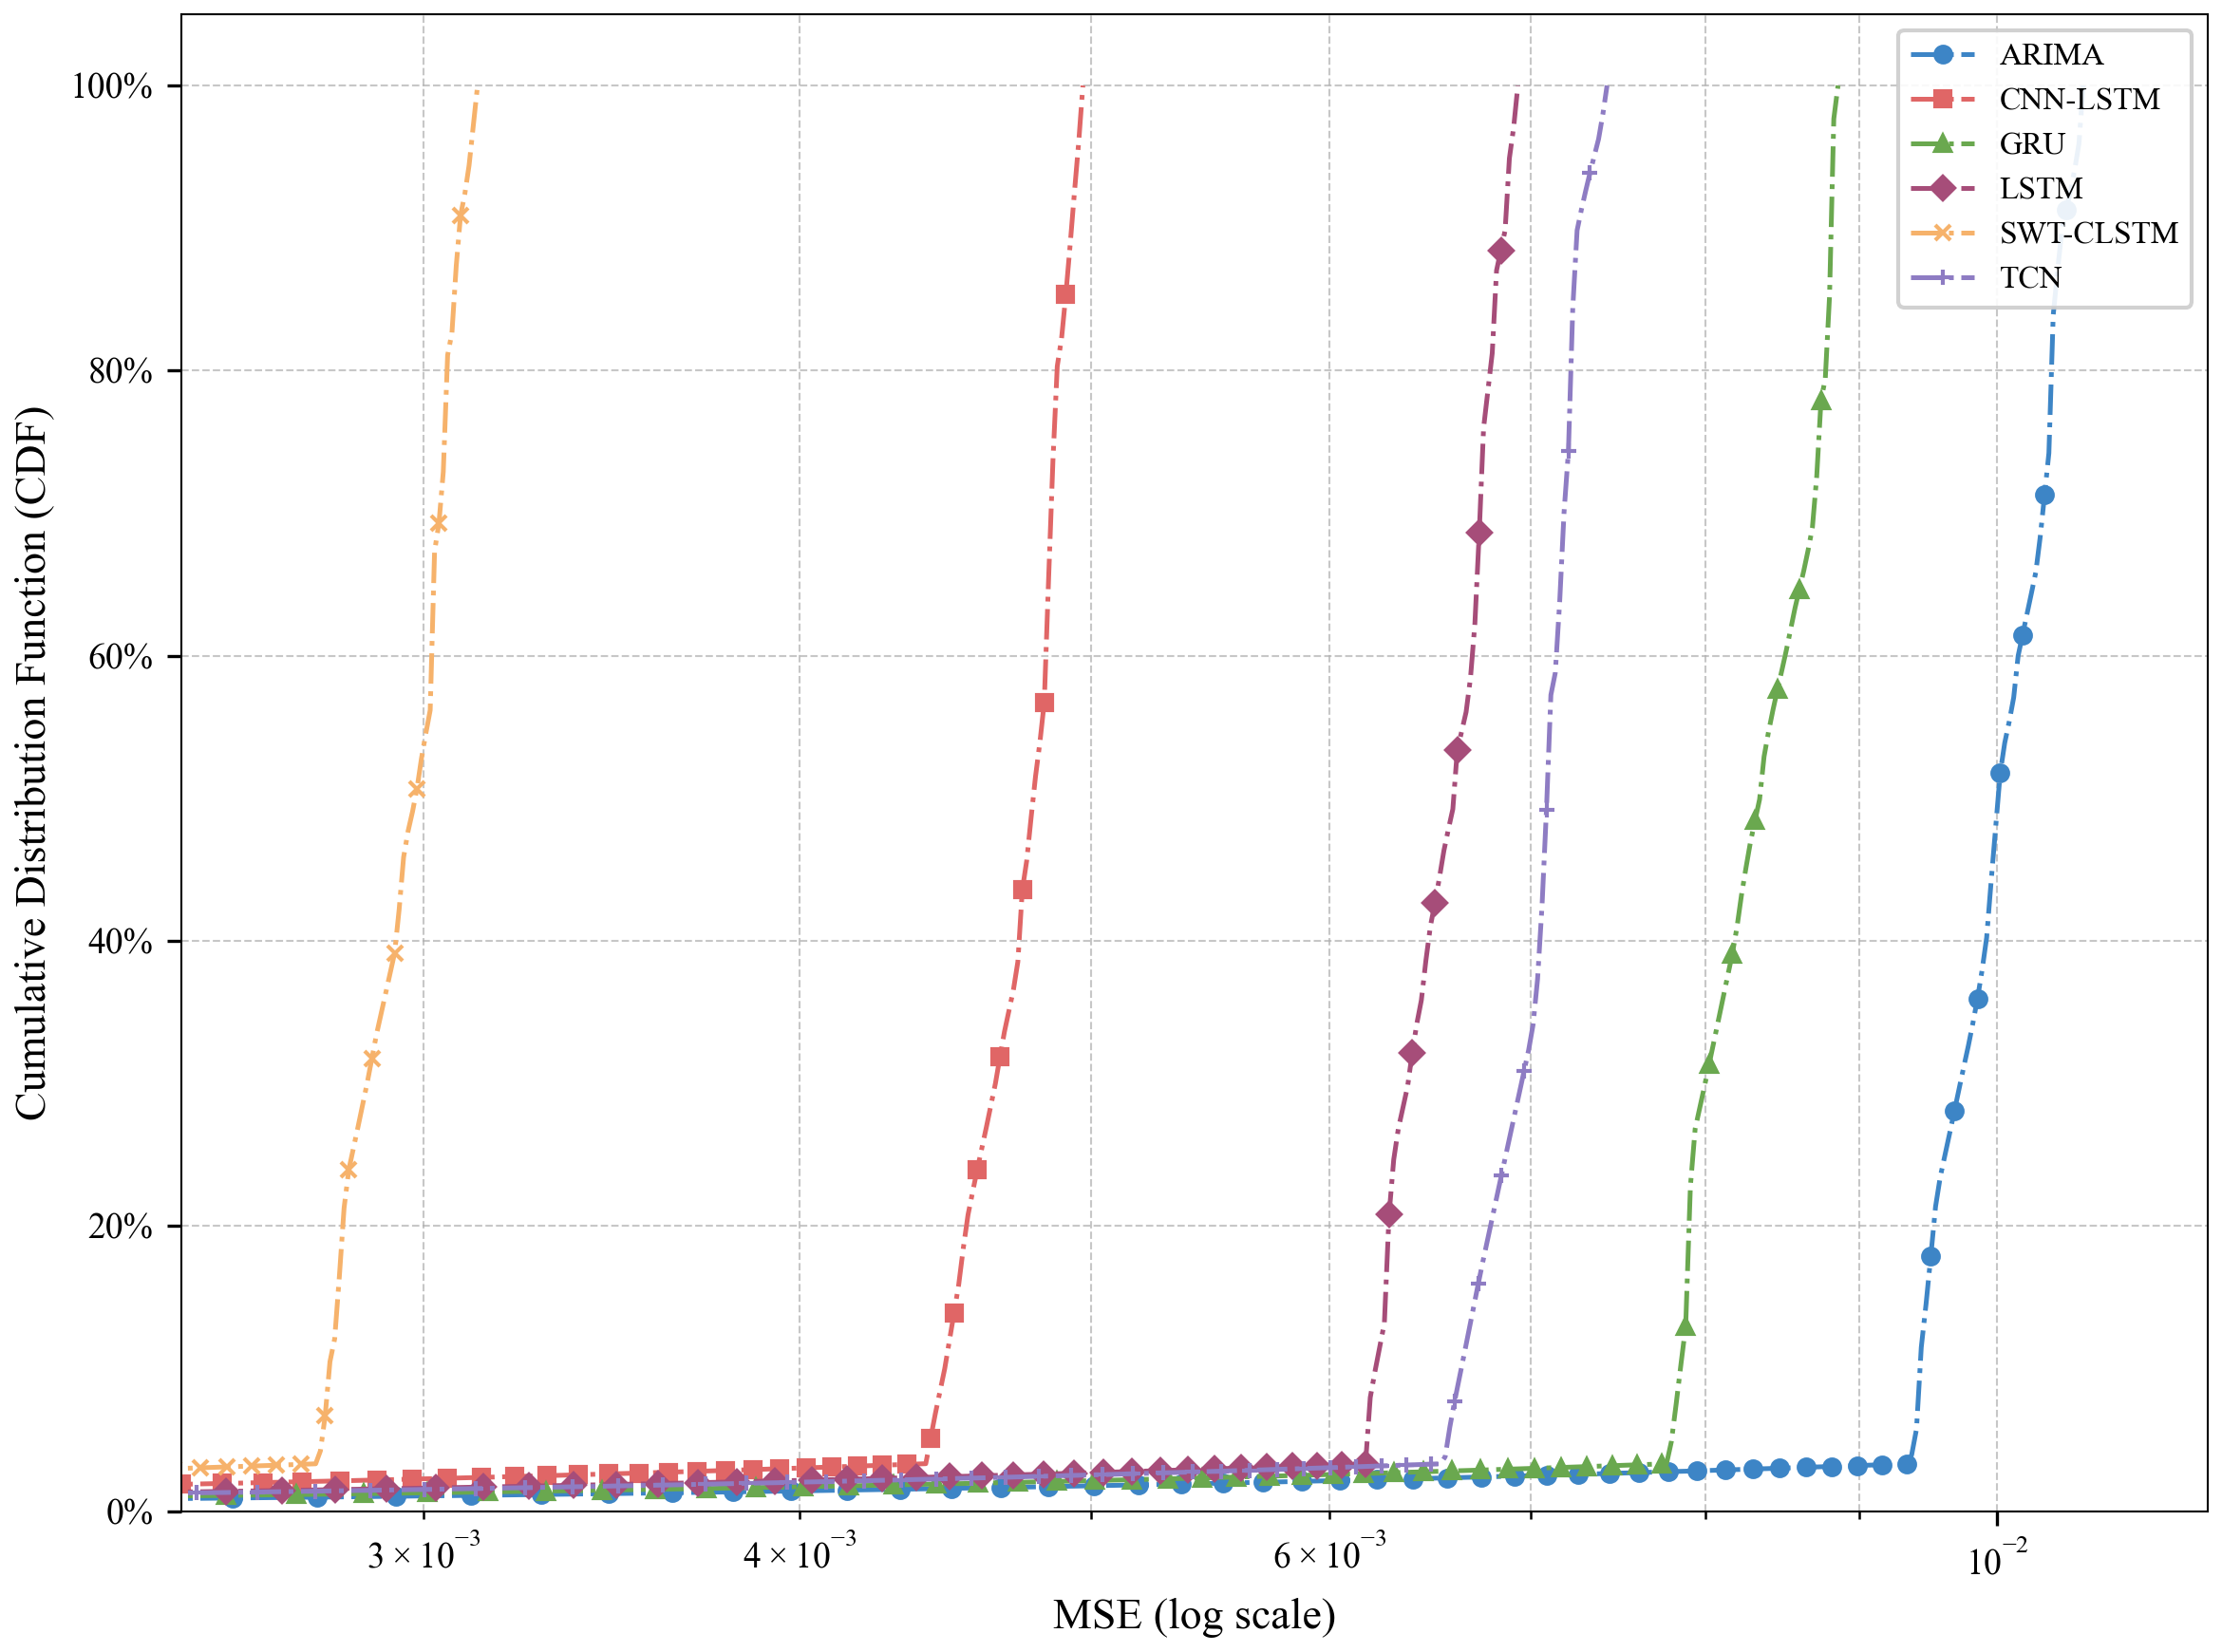 ARIMA
CNN-LSTM
GRU
LSTM
SWT-CLSTM
TCN
Cumulative Distribution Function (CDF)
100%
80%
60%
40%
20%
0%
3 × 10⁻³
4 × 10⁻³
6 × 10⁻³
10⁻²
MSE (log scale)